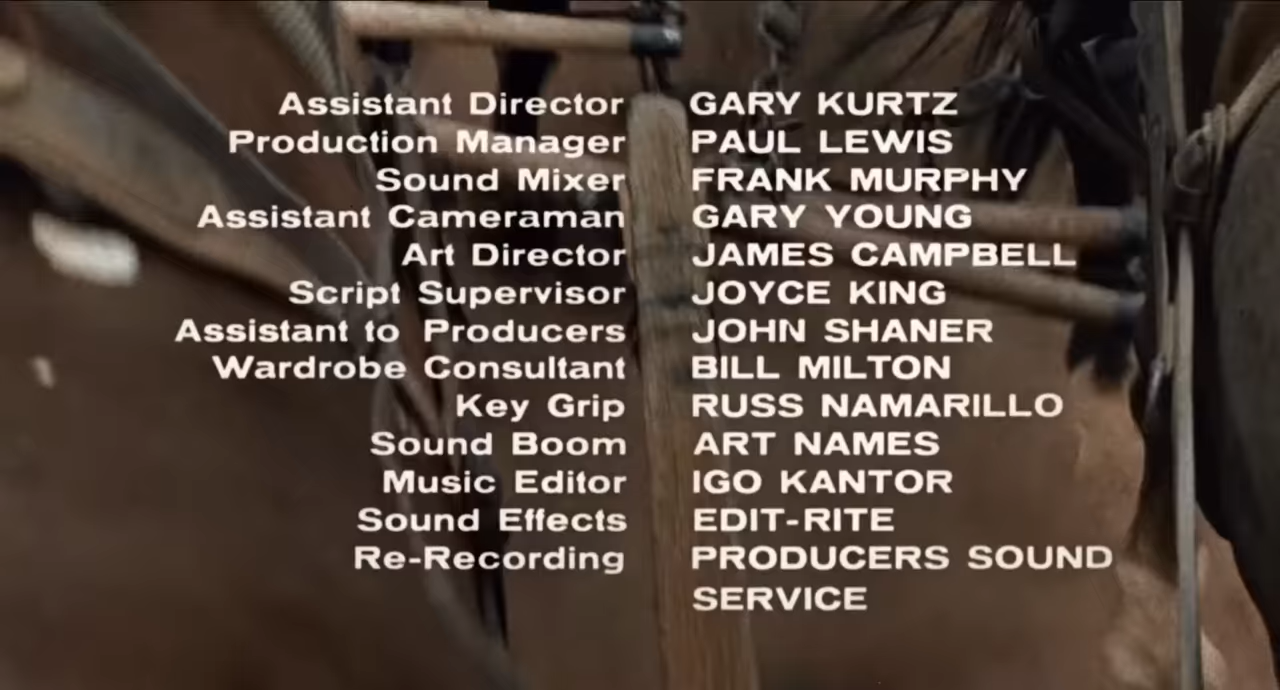 Assistant Director GARY KURTZ
Production Manager PAUL LEWIS
Sound Mixer FRANK MURPHY
Assistant Cameraman GARY YOUNG
Art Director JAMES CAMPBELL
Script Supervisor JOYCE KING
Assistant to Producers JOHN SHANER
Wardrobe Consultant BILL MILTON
Key Grip RUSS NAMARILLO
Sound Boom ART NAMES
Music Editor IGO KANTOR
Sound Effects EDIT-RITE
Re-Recording PRODUCERS SOUND
SERVICE